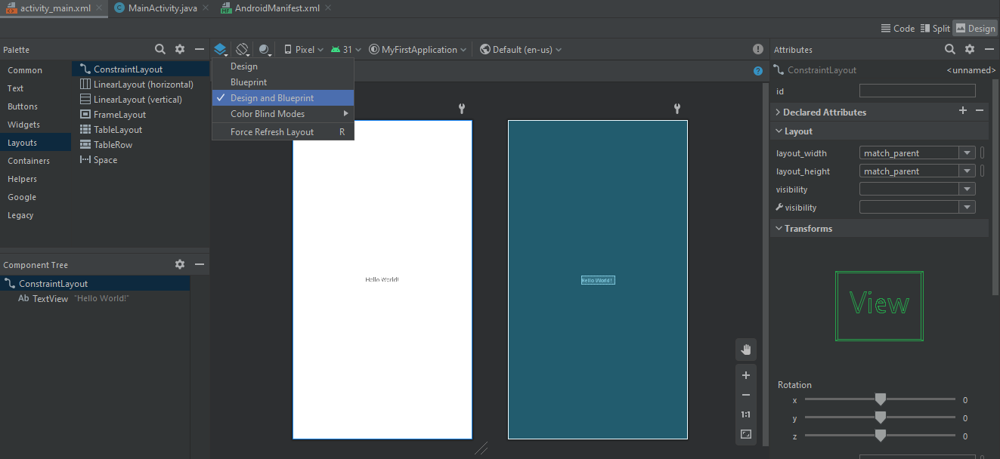 activity_main.xml
MainActivity.java
AndroidManifest.xml
Code
Split
Design
Palette
Common
Text
Buttons
Widgets
Layouts
Containers
Helpers
Google
Legacy
ConstraintLayout
LinearLayout (horizontal)
LinearLayout (vertical)
FrameLayout
TableLayout
TableRow
Space
Pixel
31
MyFirstApplication
Default (en-us)
Design
Blueprint
Design and Blueprint
Color Blind Modes
Force Refresh Layout R
Hello World!
Hello World!
1:1
Component Tree
ConstraintLayout
Ab TextView "Hello World!"
Attributes
ConstraintLayout <unnamed>
id
Declared Attributes
Layout
layout_width match_parent
layout_height match_parent
visibility
visibility
Transforms
View
Rotation
x 0
y 0
z 0